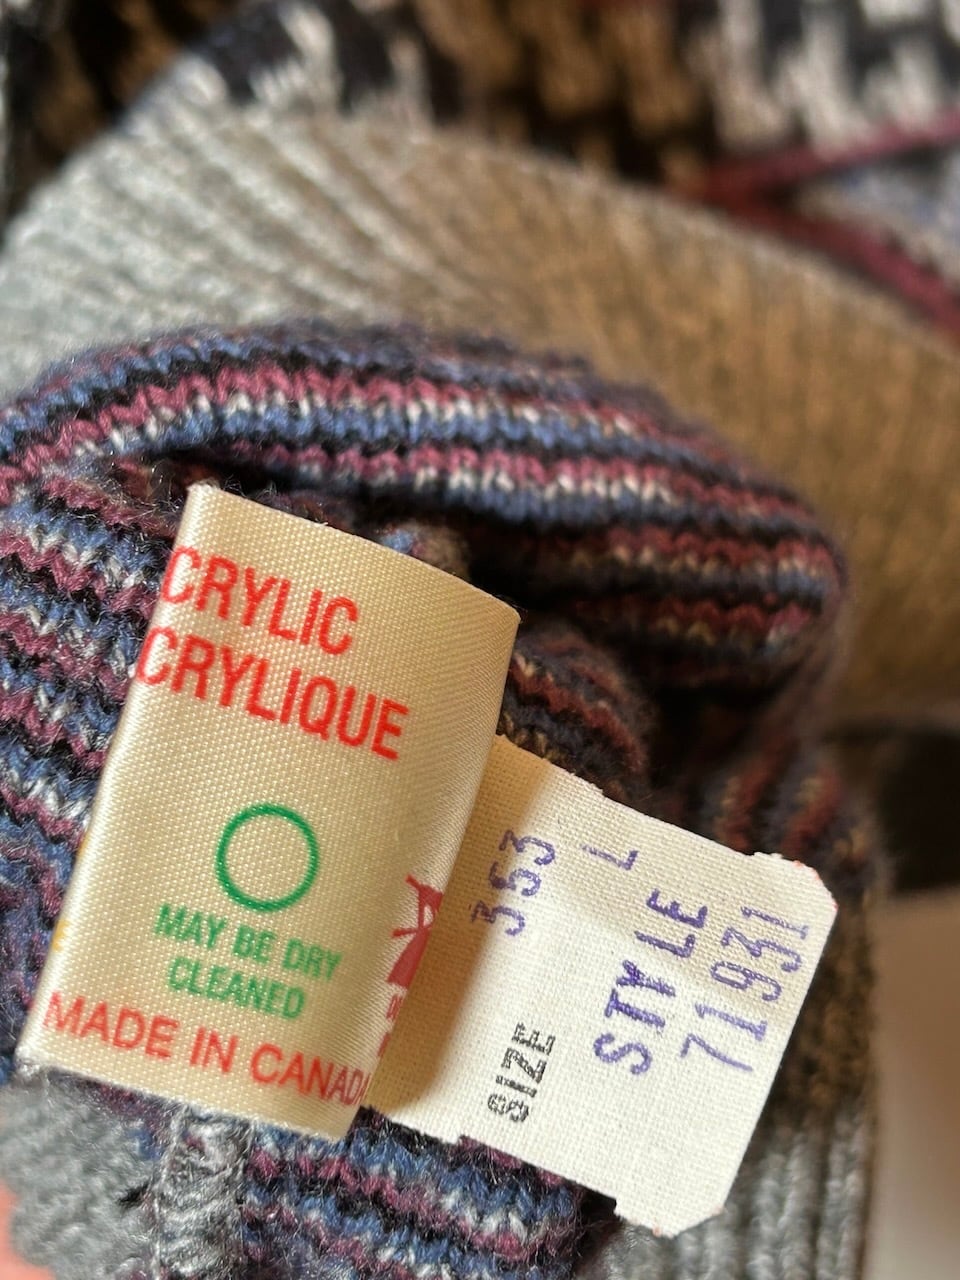 CRYLIC
CRYLIQUE
MAY BE DRY
CLEANED
MADE IN CANADA
353
L
SIZE
STYLE
71931